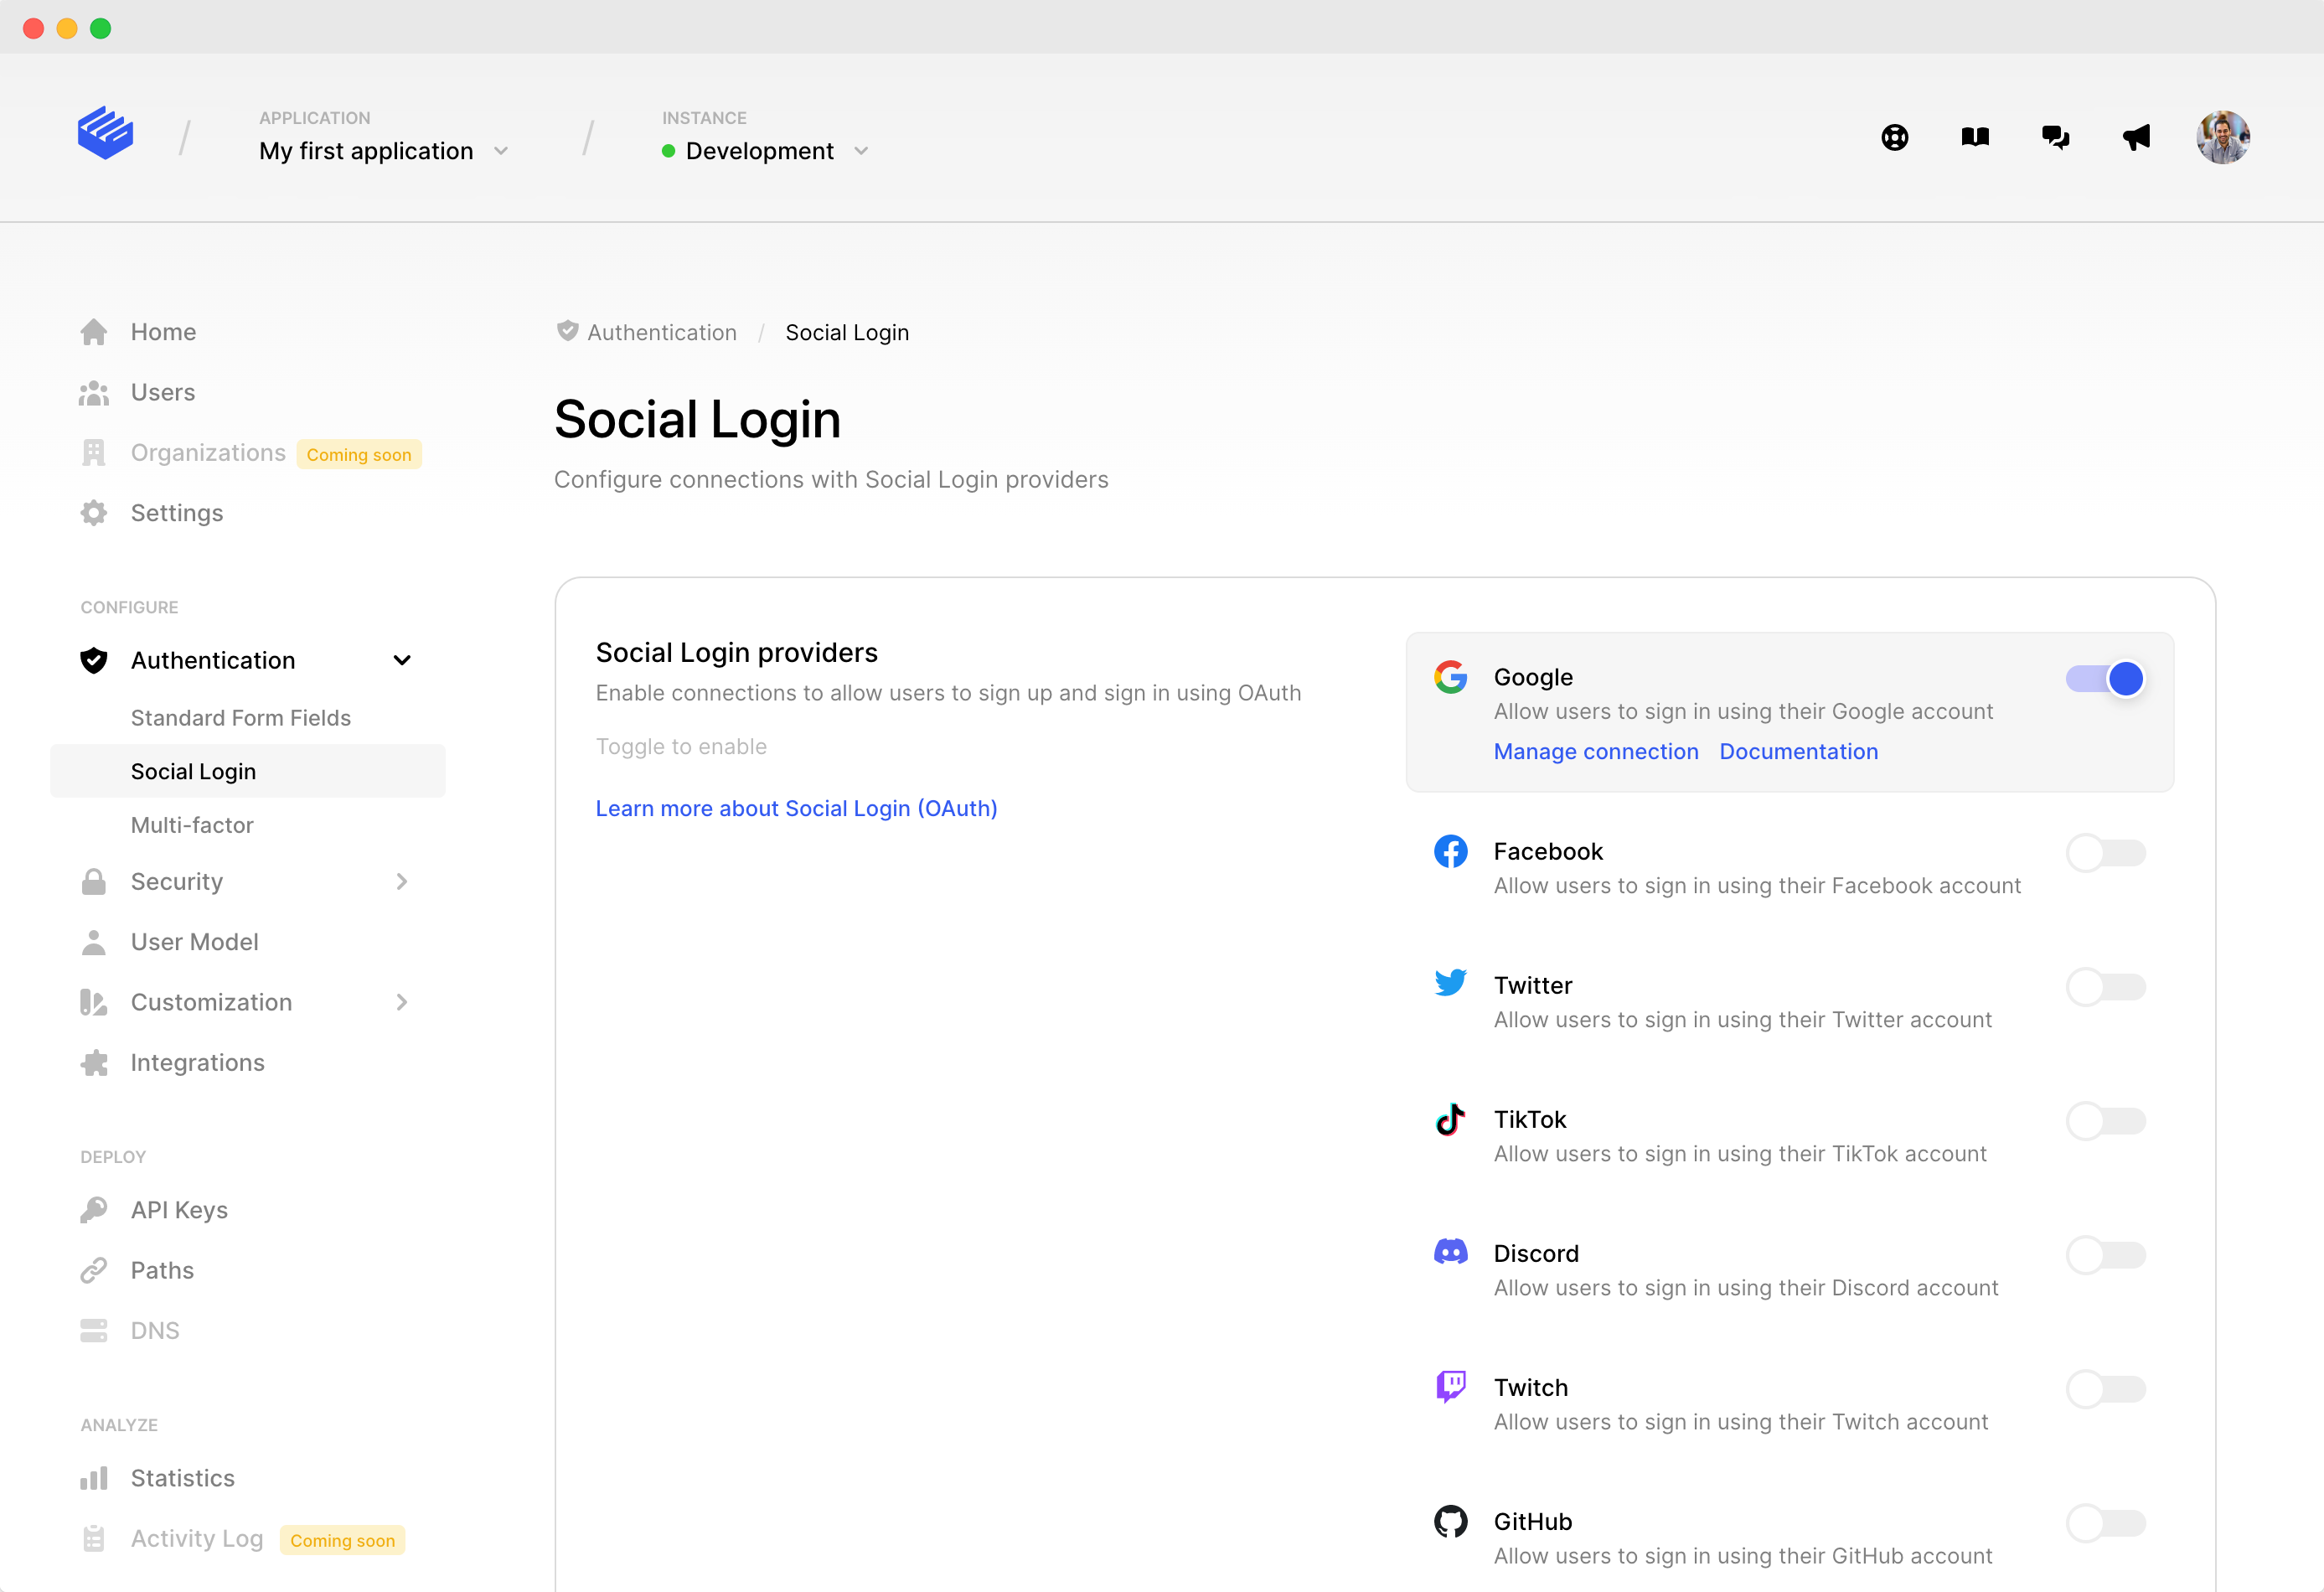 APPLICATION
My first application
INSTANCE
Development
Home
Users
Organizations Coming soon
Settings
CONFIGURE
Authentication
Standard Form Fields
Social Login
Multi-factor
Security
User Model
Customization
Integrations
DEPLOY
API Keys
Paths
DNS
ANALYZE
Statistics
Activity Log Coming soon
Authentication / Social Login
Social Login
Configure connections with Social Login providers
Social Login providers
Enable connections to allow users to sign up and sign in using OAuth
Toggle to enable
Learn more about Social Login (OAuth)
Google
Allow users to sign in using their Google account
Manage connection Documentation
Facebook
Allow users to sign in using their Facebook account
Twitter
Allow users to sign in using their Twitter account
TikTok
Allow users to sign in using their TikTok account
Discord
Allow users to sign in using their Discord account
Twitch
Allow users to sign in using their Twitch account
GitHub
Allow users to sign in using their GitHub account